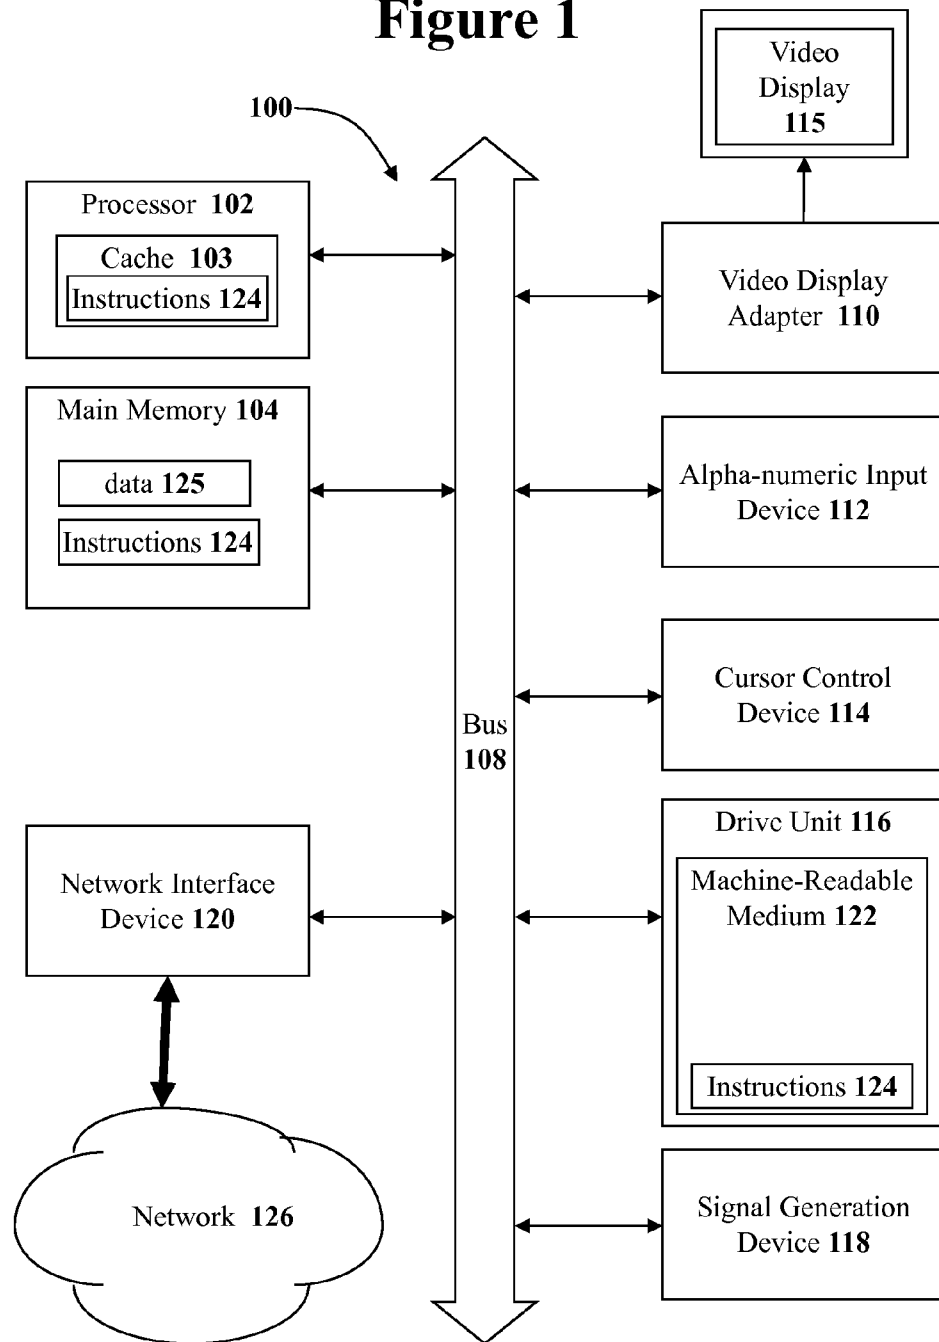 Figure 1
Video
Display
115
100
Processor 102
Cache 103
Instructions 124
Video Display
Adapter 110
Main Memory 104
data 125
Instructions 124
Alpha-numeric Input
Device 112
Cursor Control
Device 114
Bus
108
Drive Unit 116
Machine-Readable
Medium 122
Instructions 124
Network Interface
Device 120
Network 126
Signal Generation
Device 118